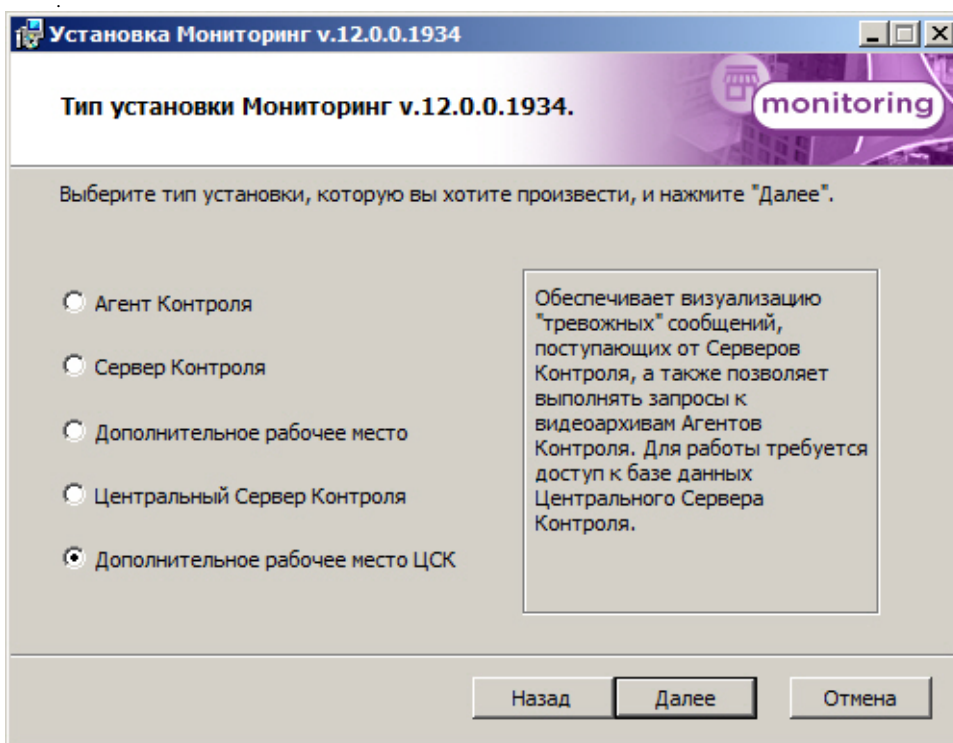 Установка Мониторинг v.12.0.0.1934
Тип установки Мониторинг v.12.0.0.1934.
monitoring
Выберите тип установки, которую вы хотите произвести, и нажмите "Далее".
Агент Контроля
Сервер Контроля
Дополнительное рабочее место
Центральный Сервер Контроля
Дополнительное рабочее место ЦСК
Обеспечивает визуализацию
"тревожных" сообщений,
поступающих от Серверов
Контроля, а также позволяет
выполнять запросы к
видеоархивам Агентов
Контроля. Для работы требуется
доступ к базе данных
Центрального Сервера
Контроля.
Назад
Далее
Отмена